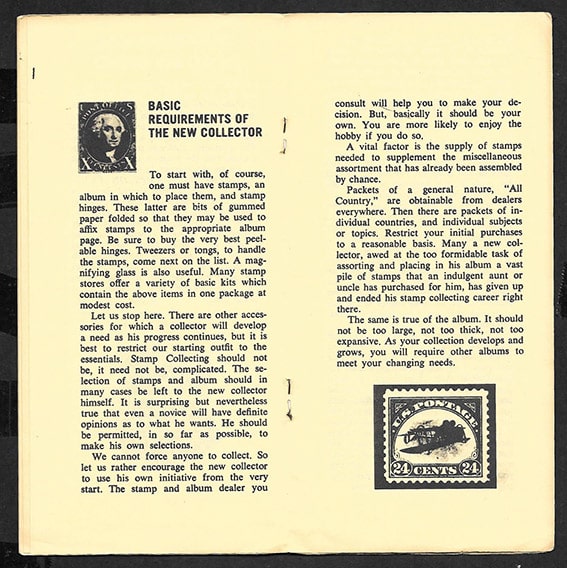 POST OFFICE
X CENTS X
BASIC
REQUIREMENTS OF
THE NEW COLLECTOR
To start with, of course,
one must have stamps, an
album in which to place them, and stamp
hinges. These latter are bits of gummed
paper folded so that they may be used to
affix stamps to the appropriate album
page. Be sure to buy the very best peel-
able hinges. Tweezers or tongs, to handle
the stamps, come next on the list. A mag-
nifying glass is also useful. Many stamp
stores offer a variety of basic kits which
contain the above items in one package at
modest cost.
Let us stop here. There are other acces-
sories for which a collector will develop
a need as his progress continues, but it is
best to restrict our starting outfit to the
essentials. Stamp Collecting should not
be, it need not be, complicated. The se-
lection of stamps and album should in
many cases be left to the new collector
himself. It is surprising but nevertheless
true that even a novice will have definite
opinions as to what he wants. He should
be permitted, in so far as possible, to
make his own selections.
We cannot force anyone to collect. So
let us rather encourage the new collector
to use his own initiative from the very
start. The stamp and album dealer you
consult will help you to make your de-
cision. But, basically it should be your
own. You are more likely to enjoy the
hobby if you do so.
A vital factor is the supply of stamps
needed to supplement the miscellaneous
assortment that has already been assembled
by chance.
Packets of a general nature, "All
Country," are obtainable from dealers
everywhere. Then there are packets of in-
dividual countries, and individual subjects
or topics. Restrict your initial purchases
to a reasonable basis. Many a new col-
lector, awed at the too formidable task of
assorting and placing in his album a vast
pile of stamps that an indulgent aunt or
uncle has purchased for him, has given up
and ended his stamp collecting career right
there.
The same is true of the album. It should
not be too large, not too thick, not too
expansive. As your collection develops and
grows, you will require other albums to
meet your changing needs.
U.S. POSTAGE
24 CENTS 24